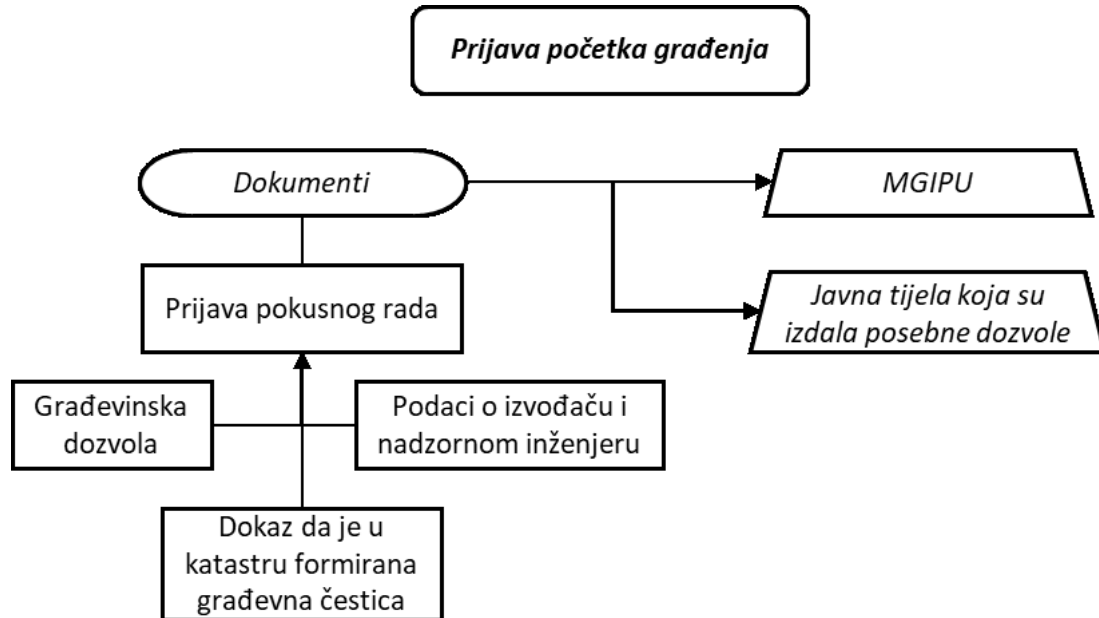 Prijava početka građenja
Dokumenti
MGIPU
Prijava pokusnog rada
Javna tijela koja su
izdala posebne dozvole
Građevinska
dozvola
Podaci o izvođaču i
nadzornom inženjeru
Dokaz da je u
katastru formirana
građevna čestica